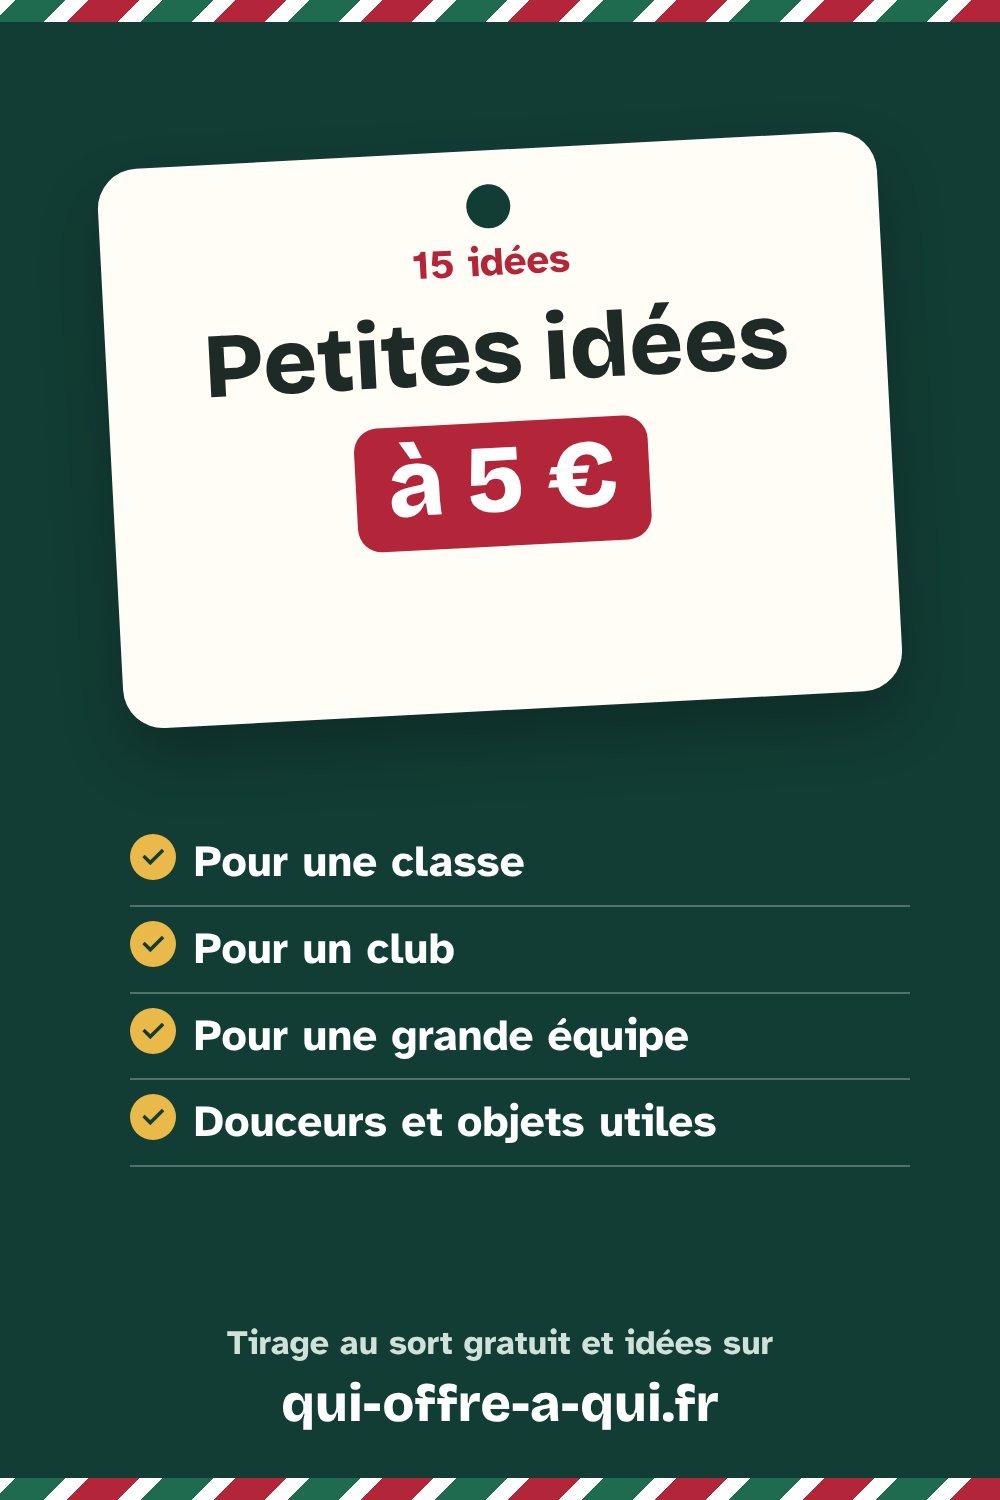 15 idées
Petites idées
à 5 €
Pour une classe
Pour un club
Pour une grande équipe
Douceurs et objets utiles
Tirage au sort gratuit et idées sur
qui-offre-a-qui.fr